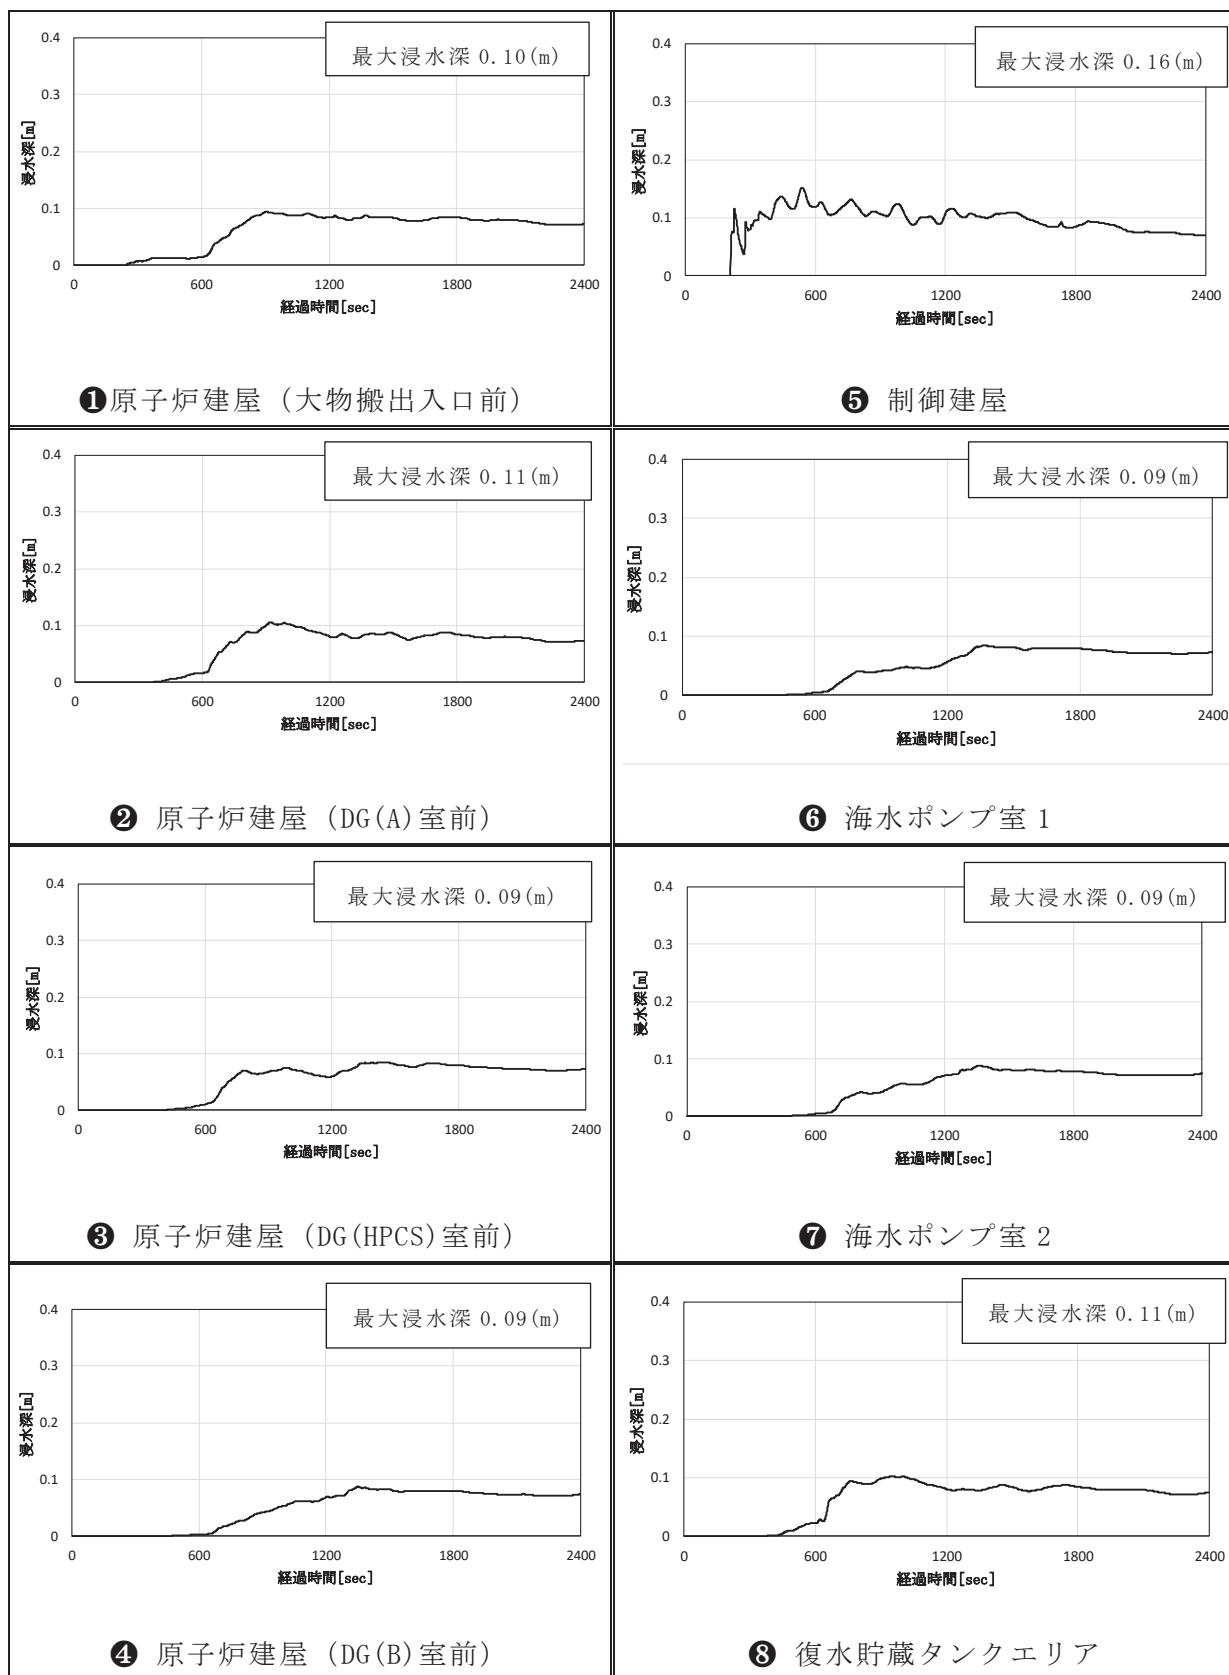 最大浸水深 0.10(m)
0.4
0.3
0.2
0.1
0
浸水深[m]
0 600 1200 1800 2400
経過時間[sec]
❶原子炉建屋（大物搬出入口前）
最大浸水深 0.16(m)
0.4
0.3
0.2
0.1
0
浸水深[m]
0 600 1200 1800 2400
経過時間[sec]
❺ 制御建屋
最大浸水深 0.11(m)
0.4
0.3
0.2
0.1
0
浸水深[m]
0 600 1200 1800 2400
経過時間[sec]
❷ 原子炉建屋（DG(A)室前）
最大浸水深 0.09(m)
0.4
0.3
0.2
0.1
0
浸水深[m]
0 600 1200 1800 2400
経過時間[sec]
❻ 海水ポンプ室 1
最大浸水深 0.09(m)
0.4
0.3
0.2
0.1
0
浸水深[m]
0 600 1200 1800 2400
経過時間[sec]
❸ 原子炉建屋（DG(HPCS)室前）
最大浸水深 0.09(m)
0.4
0.3
0.2
0.1
0
浸水深[m]
0 600 1200 1800 2400
経過時間[sec]
❼ 海水ポンプ室 2
最大浸水深 0.09(m)
0.4
0.3
0.2
0.1
0
浸水深[m]
0 600 1200 1800 2400
経過時間[sec]
❹ 原子炉建屋（DG(B)室前）
最大浸水深 0.11(m)
0.4
0.3
0.2
0.1
0
浸水深[m]
0 600 1200 1800 2400
経過時間[sec]
❽ 復水貯蔵タンクエリア